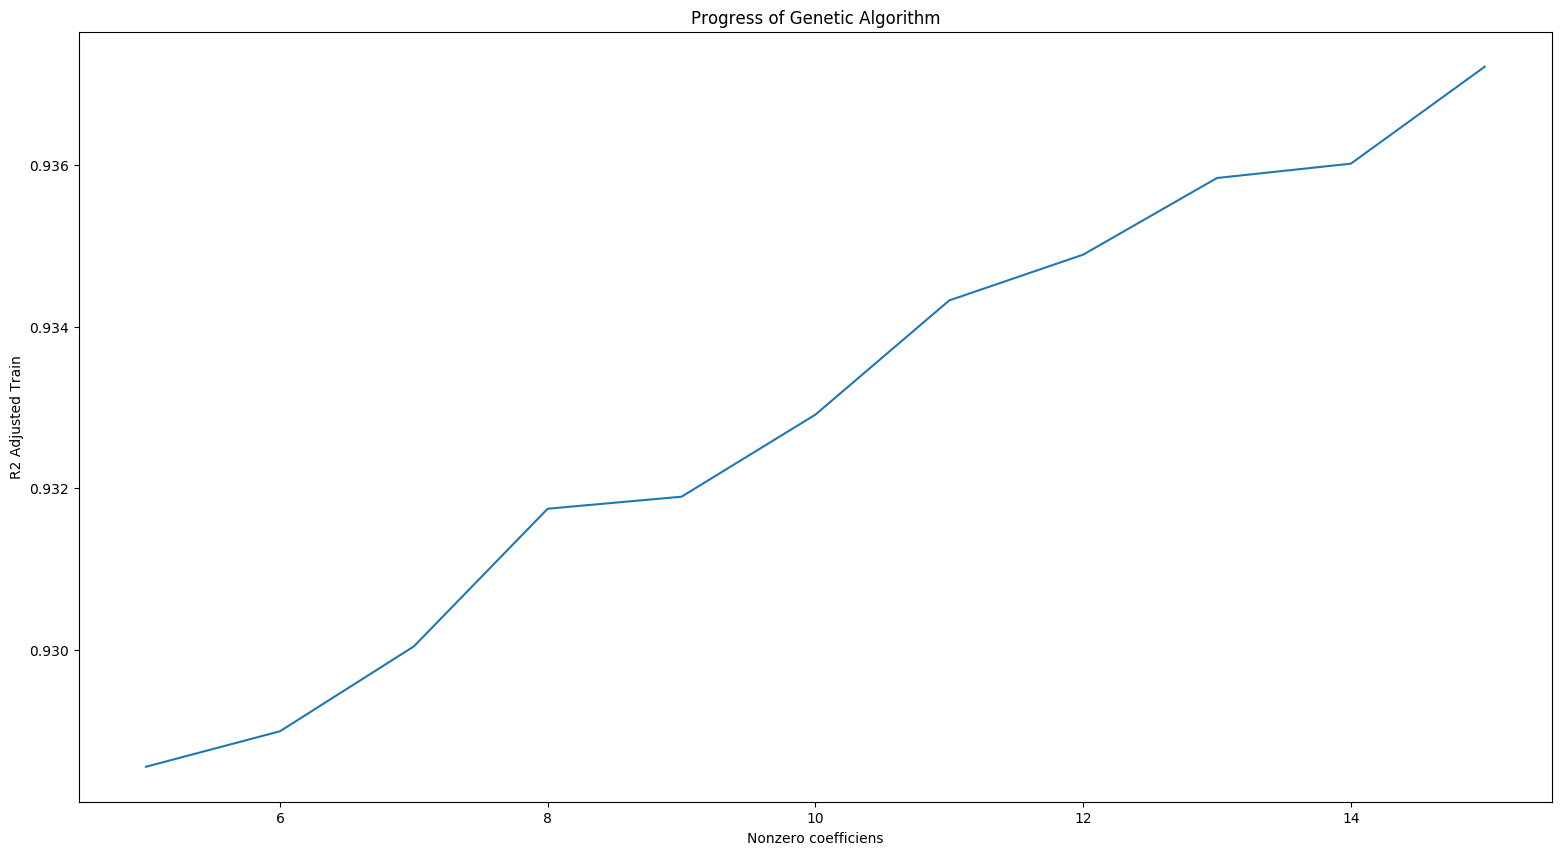 Progress of Genetic Algorithm
R2 Adjusted Train
0.936
0.934
0.932
0.930
6 8 10 12 14
Nonzero coefficiens